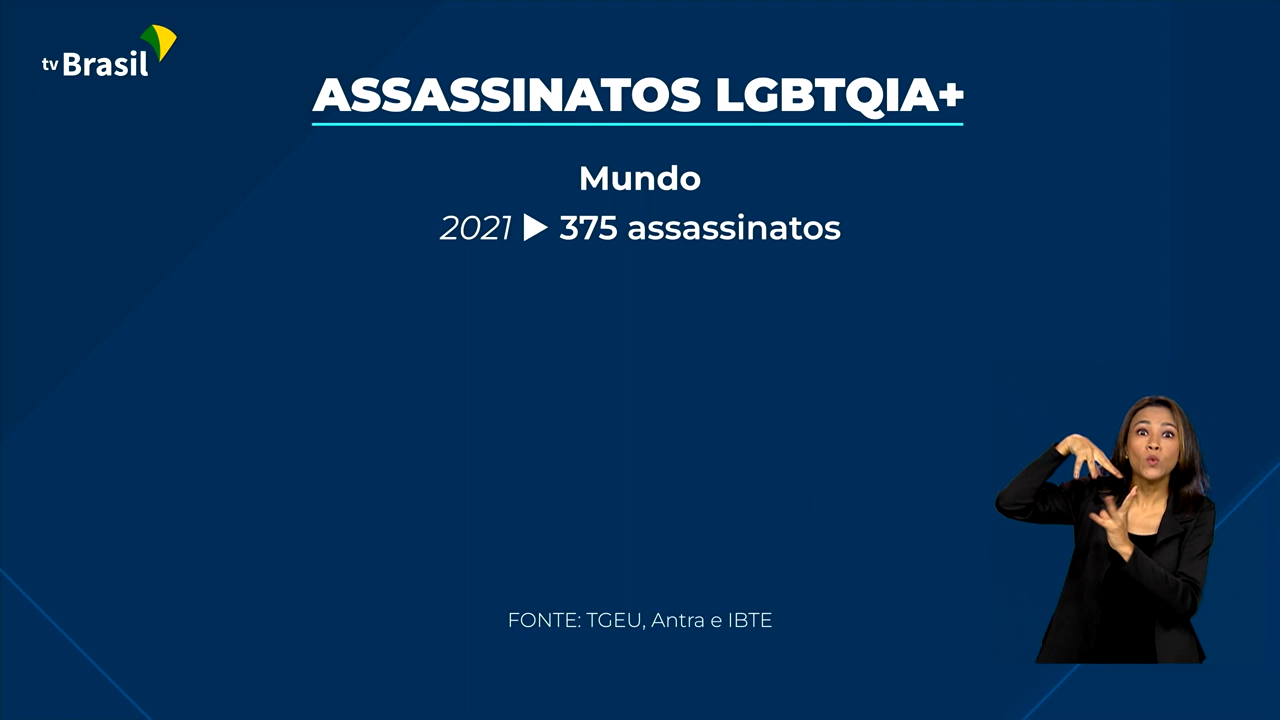 tv Brasil
ASSASSINATOS LGBTQIA+
Mundo
2021 ▶ 375 assassinatos
FONTE: TGEU, Antra e IBTE